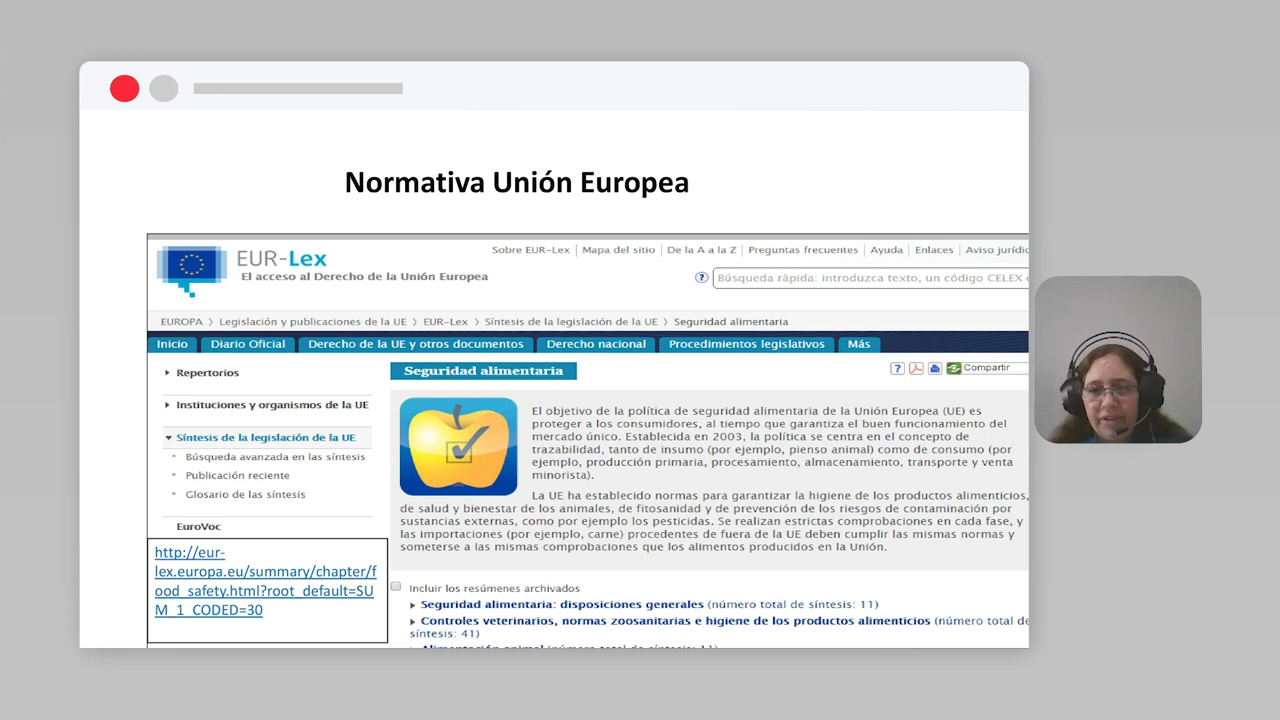 Normativa Unión Europea
EUR-Lex
El acceso al Derecho de la Unión Europea
Sobre EUR-Lex | Mapa del sitio | De la A a la Z | Preguntas frecuentes | Ayuda | Enlaces | Aviso jurídic
? Búsqueda rápida: introduzca texto, un código CELEX
EUROPA > Legislación y publicaciones de la UE > EUR-Lex > Síntesis de la legislación de la UE > Seguridad alimentaria
Inicio Diario Oficial Derecho de la UE y otros documentos Derecho nacional Procedimientos legislativos Más
Repertorios
Instituciones y organismos de la UE
Síntesis de la legislación de la UE
Búsqueda avanzada en las síntesis
Publicación reciente
Glosario de las síntesis
EuroVoc
http://eur-
lex.europa.eu/summary/chapter/f
ood_safety.html?root_default=SU
M_1_CODED=30
Seguridad alimentaria
? Compartir
El objetivo de la política de seguridad alimentaria de la Unión Europea (UE) es
proteger a los consumidores, al tiempo que garantiza el buen funcionamiento del
mercado único. Establecida en 2003, la política se centra en el concepto de
trazabilidad, tanto de insumo (por ejemplo, pienso animal) como de consumo (por
ejemplo, producción primaria, procesamiento, almacenamiento, transporte y venta
minorista).
La UE ha establecido normas para garantizar la higiene de los productos alimenticios,
de salud y bienestar de los animales, de fitosanidad y de prevención de los riesgos de contaminación por
sustancias externas, como por ejemplo los pesticidas. Se realizan estrictas comprobaciones en cada fase, y
las importaciones (por ejemplo, carne) procedentes de fuera de la UE deben cumplir las mismas normas y
someterse a las mismas comprobaciones que los alimentos producidos en la Unión.
Incluir los resúmenes archivados
Seguridad alimentaria: disposiciones generales (número total de síntesis: 11)
Controles veterinarios, normas zoosanitarias e higiene de los productos alimenticios (número total de
síntesis: 41)
Alimentación animal (número total de síntesis: 11)